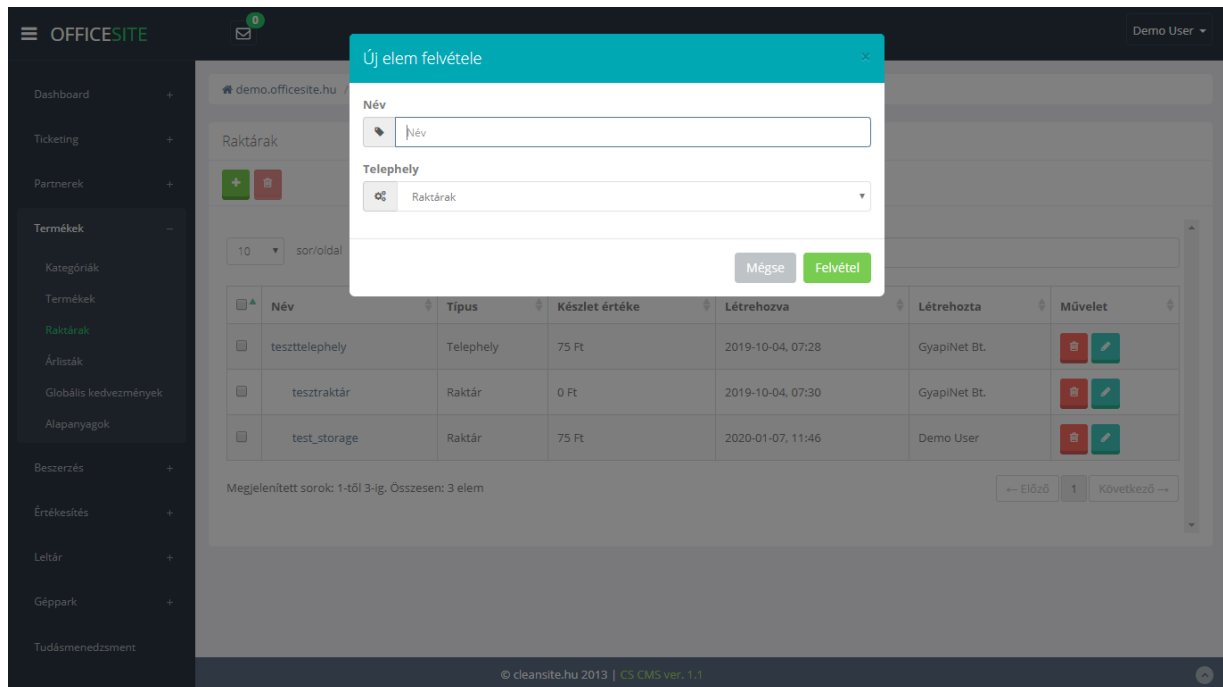 OFFICESITE
0
Demo User
Új elem felvétele
×
Dashboard +
demo.officesite.hu /
Név
Név
Ticketing +
Raktárak
Telephely
Raktárak
Partnerek +
Termékek –
10 sor/oldal
Mégse Felvétel
Kategóriák
Termékek
Raktárak
Árlisták
Globális kedvezmények
Alapanyagok
Név Típus Készlet értéke Létrehozva Létrehozta Művelet
teszttelephely Telephely 75 Ft 2019-10-04, 07:28 GyapiNet Bt.
tesztraktár Raktár 0 Ft 2019-10-04, 07:30 GyapiNet Bt.
test_storage Raktár 75 Ft 2020-01-07, 11:46 Demo User
Beszerzés +
Megjelenített sorok: 1-től 3-ig. Összesen: 3 elem
← Előző 1 Következő →
Értékesítés +
Leltár +
Géppark +
Tudásmenedzsment
© cleansite.hu 2013 | CS CMS ver. 1.1